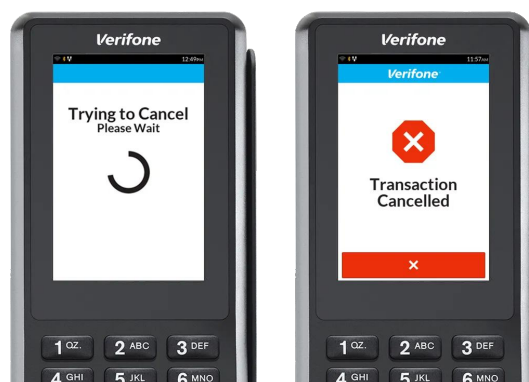 Verifone
12:49PM
Trying to Cancel
Please Wait
1 QZ.
2 ABC
3 DEF
4 GHI
5 JKL
6 MNO
Verifone
11:57AM
Verifone
Transaction
Cancelled
1 QZ.
2 ABC
3 DEF
4 GHI
5 JKL
6 MNO